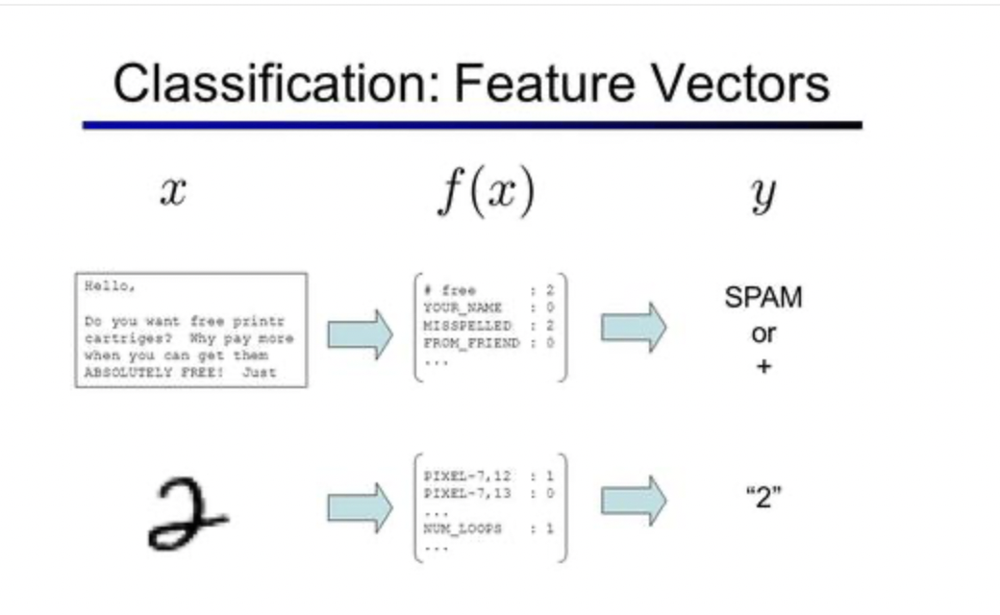 Classification: Feature Vectors
x
f(x)
y
Hello,
Do you want free printr
cartriges? Why pay more
when you can get them
ABSOLUTELY FREE! Just
# free : 2
YOUR_NAME : 0
MISSPELLED : 2
FROM_FRIEND : 0
...
SPAM
or
+
2
PIXEL-7,12 : 1
PIXEL-7,13 : 0
...
NUM_LOOPS : 1
...
“2”